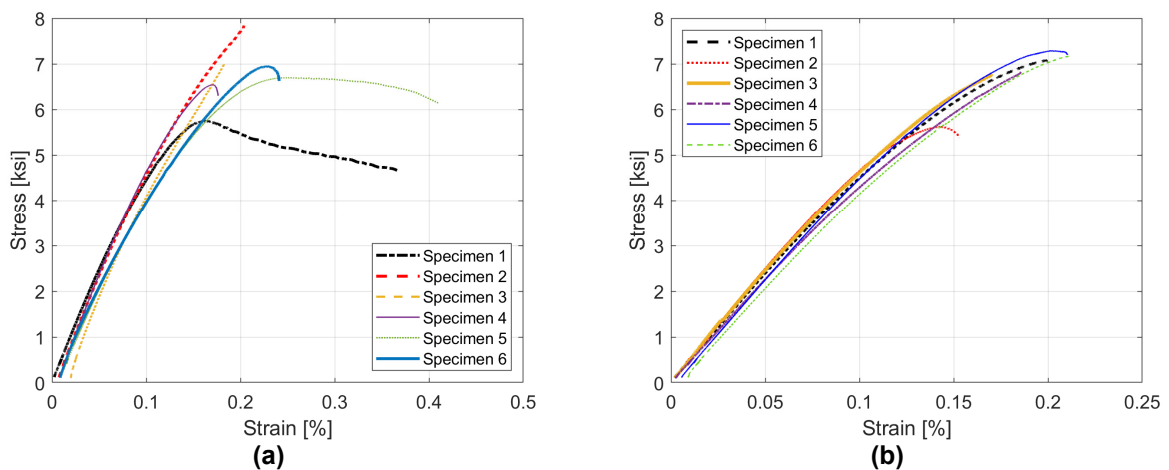 8
7
6
5
4
3
2
1
0
Stress [ksi]
Specimen 1
Specimen 2
Specimen 3
Specimen 4
Specimen 5
Specimen 6
0 0.1 0.2 0.3 0.4 0.5
Strain [%]
(a)
8
7
6
5
4
3
2
1
0
Stress [ksi]
Specimen 1
Specimen 2
Specimen 3
Specimen 4
Specimen 5
Specimen 6
0 0.05 0.1 0.15 0.2 0.25
Strain [%]
(b)